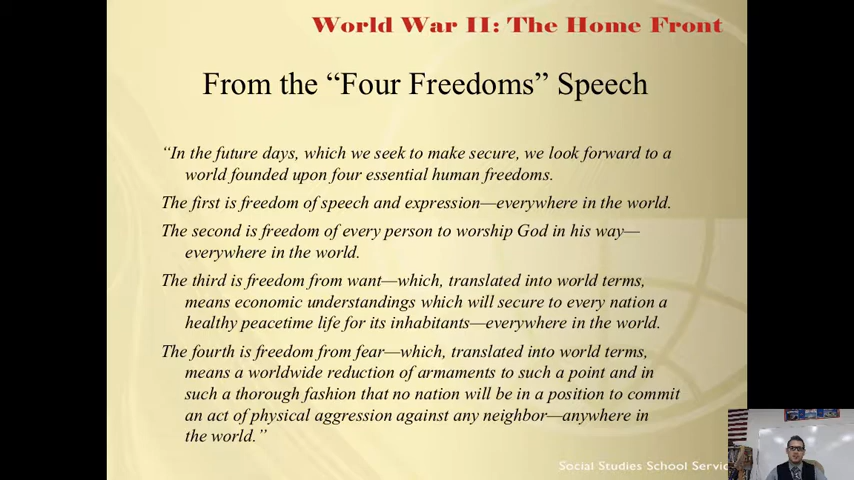 World War II: The Home Front
From the “Four Freedoms” Speech
“In the future days, which we seek to make secure, we look forward to a
world founded upon four essential human freedoms.
The first is freedom of speech and expression—everywhere in the world.
The second is freedom of every person to worship God in his way—
everywhere in the world.
The third is freedom from want—which, translated into world terms,
means economic understandings which will secure to every nation a
healthy peacetime life for its inhabitants—everywhere in the world.
The fourth is freedom from fear—which, translated into world terms,
means a worldwide reduction of armaments to such a point and in
such a thorough fashion that no nation will be in a position to commit
an act of physical aggression against any neighbor—anywhere in
the world.”
Social Studies School Servic